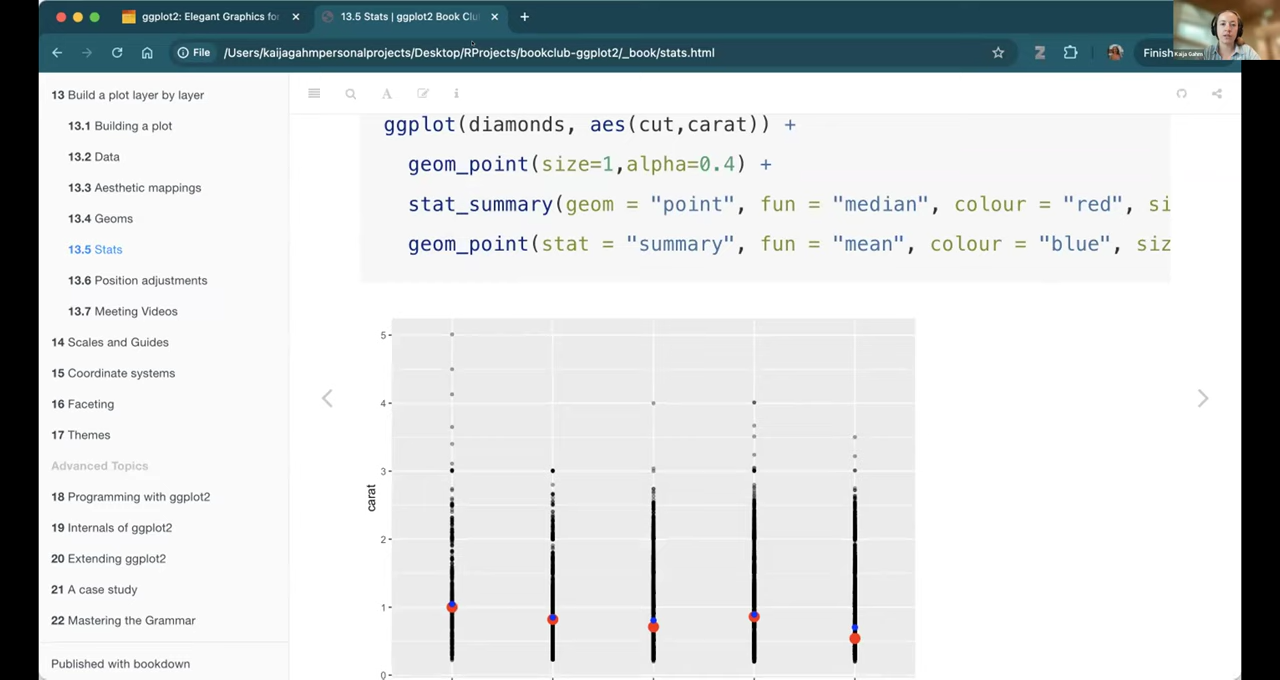 ggplot2: Elegant Graphics for
13.5 Stats | ggplot2 Book Clu
File
/Users/kaijagahmpersonalprojects/Desktop/RProjects/bookclub-ggplot2/_book/stats.html
Finish
Kaija Gahm
13 Build a plot layer by layer
13.1 Building a plot
13.2 Data
13.3 Aesthetic mappings
13.4 Geoms
13.5 Stats
13.6 Position adjustments
13.7 Meeting Videos
14 Scales and Guides
15 Coordinate systems
16 Faceting
17 Themes
Advanced Topics
18 Programming with ggplot2
19 Internals of ggplot2
20 Extending ggplot2
21 A case study
22 Mastering the Grammar
Published with bookdown
ggplot(diamonds, aes(cut,carat)) +
geom_point(size=1,alpha=0.4) +
stat_summary(geom = "point", fun = "median", colour = "red", si
geom_point(stat = "summary", fun = "mean", colour = "blue", siz
5
4
3
2
1
0
carat